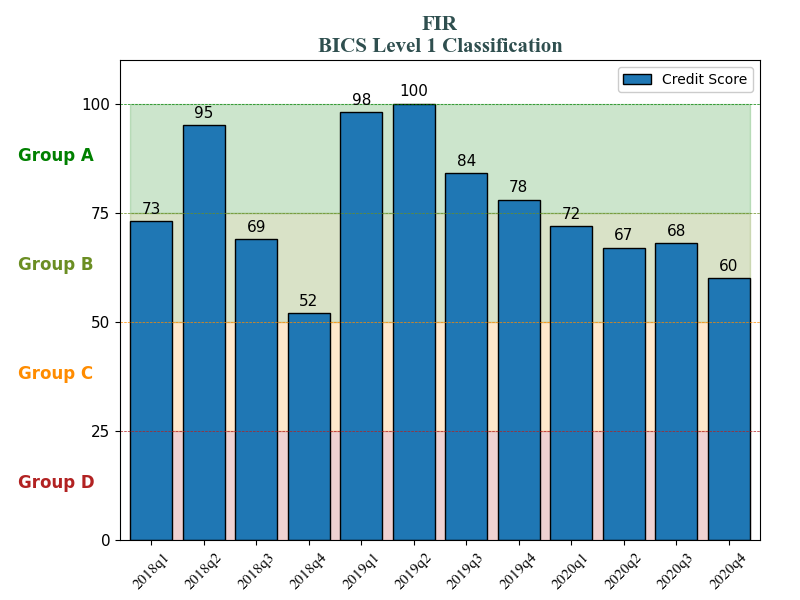 FIR
BICS Level 1 Classification
Credit Score
100
75
50
25
0
Group A
Group B
Group C
Group D
73
95
69
52
98
100
84
78
72
67
68
60
2018q1
2018q2
2018q3
2018q4
2019q1
2019q2
2019q3
2019q4
2020q1
2020q2
2020q3
2020q4